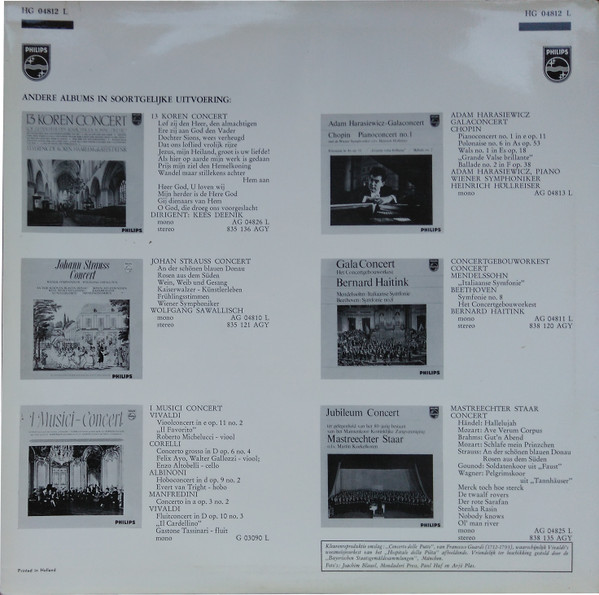 HG 04812 L
HG 04812 L
PHILIPS
PHILIPS
ANDERE ALBUMS IN SOORTGELIJKE UITVOERING:
13 KOREN CONCERT
PHILIPS
13 KOREN CONCERT
Lof zij den Heer, den almachtigen
Ere zij aan God den Vader
Dochter Sions, wees verheugd
Dat ons loflied vrolijk rijze
Jezus, mijn Heiland, groot is uw liefde!
Als hier op aarde mijn werk is gedaan
Prijs mijn ziel den Hemelkoning
Wandel maar stillekens achter
Hem aan
Heer God, U loven wij
Mijn herder is de Heer
Gij dienaars van Hem
O God, die droeg ons voorgeslacht
DIRIGENT: KEES DEENIK
mono AG 04826 L
stereo 835 136 AGY
Johann Strauss
Concert
PHILIPS
JOHAN STRAUSS CONCERT
An der schönen blauen Donau
Rosen aus dem Süden
Wein, Weib und Gesang
Kaiserwalzer - Künstlerleben
Frühlingsstimmen
Wiener Symphoniker
WOLFGANG SAWALLISCH
mono AG 04810 L
stereo 835 121 AGY
I Musici-Concert
PHILIPS
I MUSICI CONCERT
VIVALDI
Vioolconcert in e op. 11 no. 2
„Il Favorito”
Roberto Michelucci - viool
CORELLI
Concerto grosso in D op. 6 no. 4
Felix Ayo, Walter Gallozzi - viool;
Enzo Altobelli - cello
ALBINONI
Hoboconcert in d op. 9 no. 2
Evert van Tright - hobo
MANFREDINI
Concerto in a op. 3 no. 2
VIVALDI
Fluitconcert in D op. 10 no. 3
„Il Cardellino”
Gastone Tassinari - fluit
mono G 03090 L
Adam Harasiewicz-Galaconcert
Chopin Pianoconcert no.1
PHILIPS
ADAM HARASIEWICZ
GALACONCERT
CHOPIN
Pianoconcert no. 1 in e op. 11
Polonaise no. 6 in As op. 53
Wals no. 1 in Es op. 18
„Grande Valse brillante”
Ballade no. 2 in F op. 38
ADAM HARASIEWICZ, PIANO
WIENER SYMPHONIKER
HEINRICH HOLLREISER
mono AG 04813 L
Gala Concert
Het Concertgebouworkest
Bernard Haitink
Mendelssohn-Italiaanse Symfonie
PHILIPS
CONCERTGEBOUWORKEST
CONCERT
MENDELSSOHN
„Italiaanse Symfonie”
BEETHOVEN
Symfonie no. 8
Het Concertgebouworkest
BERNARD HAITINK
mono AG 04811 L
stereo 838 120 AGY
Jubileum Concert
Mastreechter Staar
PHILIPS
MASTREECHTER STAAR
CONCERT
Händel: Hallelujah
Mozart: Ave Verum Corpus
Brahms: Gut'n Abend
Mozart: Schlafe mein Prinzchen
Strauss: An der schönen blauen Donau
Rosen aus dem Süden
Gounod: Soldatenkoor uit „Faust”
Wagner: Pelgrimskoor
uit „Tannhäuser”
Merck toch hoe sterck
De twaalf rovers
Der rote Sarafan
Stenka Rasin
Nobody knows
Ol' man river
mono AG 04825 L
stereo 838 135 AGY
Printed in Holland